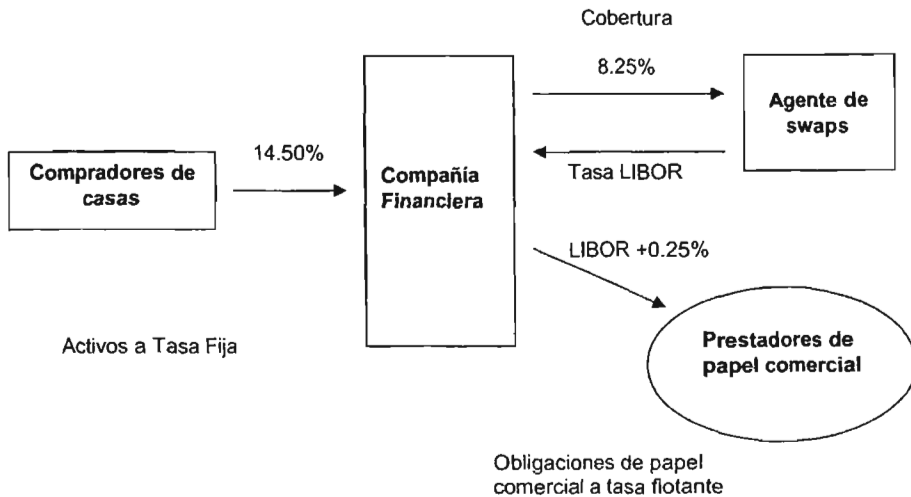 Cobertura
8.25%
Agente de
swaps
14.50%
Compradores de
casas
Compañía
Financiera
Tasa LIBOR
LIBOR +0.25%
Activos a Tasa Fija
Prestadores de
papel comercial
Obligaciones de papel
comercial a tasa flotante